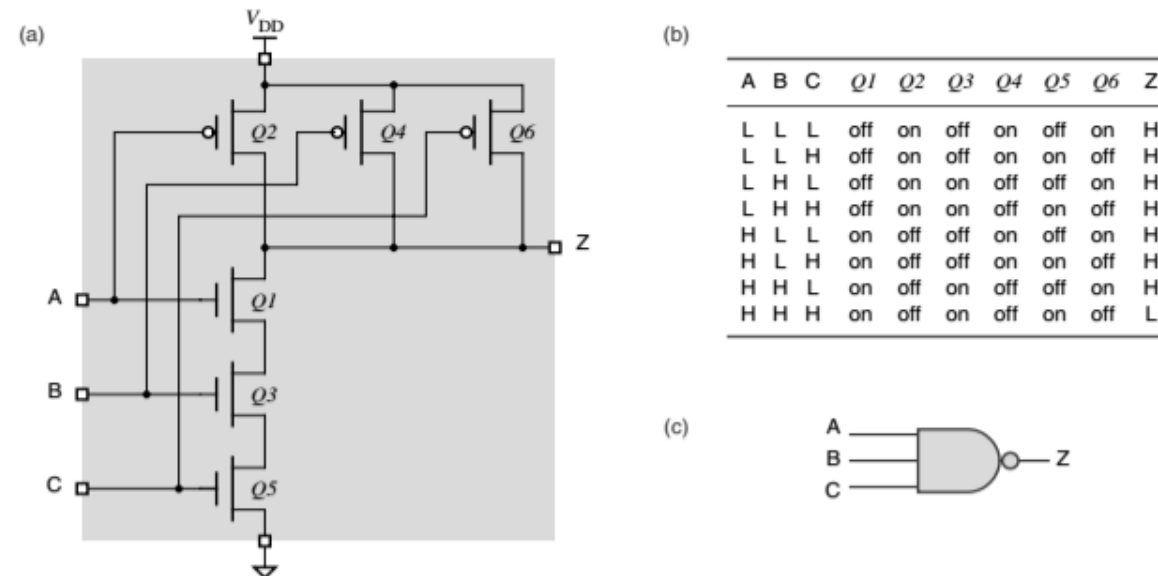 (a)
V_DD
Q2
Q4
Q6
Z
A
Q1
B
Q3
C
Q5
(b)
A B C Q1 Q2 Q3 Q4 Q5 Q6 Z
L L L off on off on off on H
L L H off on off on on off H
L H L off on on off off on H
L H H off on on off on off H
H L L on off off on off on H
H L H on off off on on off H
H H L on off on off off on H
H H H on off on off on off L
(c)
A
B
C
Z